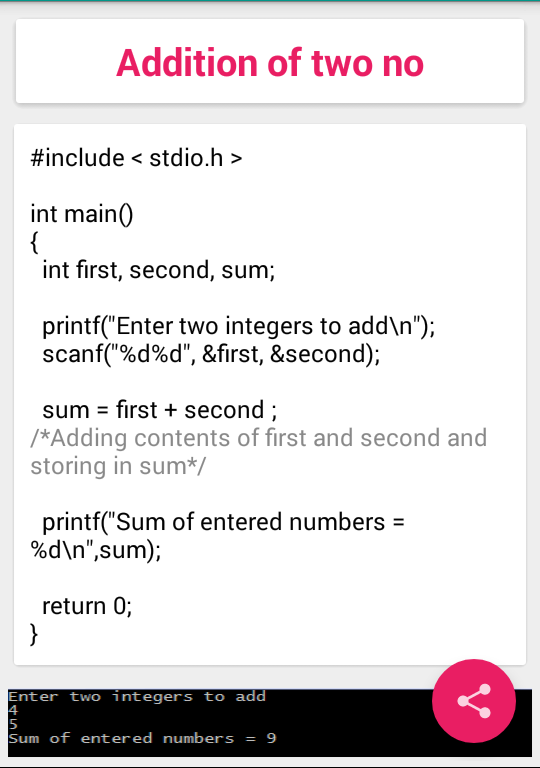 Addition of two no
#include < stdio.h >
int main()
{
int first, second, sum;
printf("Enter two integers to add\n");
scanf("%d%d", &first, &second);
sum = first + second ;
/*Adding contents of first and second and
storing in sum*/
printf("Sum of entered numbers =
%d\n",sum);
return 0;
}
Enter two integers to add
4
5
Sum of entered numbers = 9